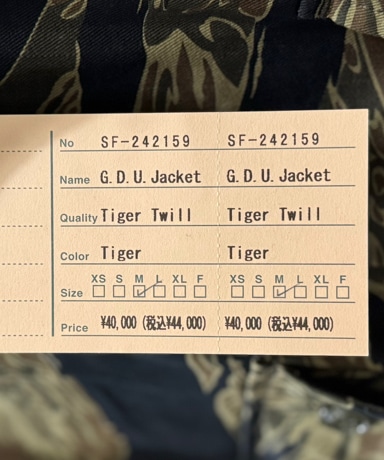 No SF-242159 SF-242159
Name G.D.U. Jacket G.D.U. Jacket
Quality Tiger Twill Tiger Twill
Color Tiger Tiger
XS S M L XL F XS S M L XL F
Size
Price ¥40,000 (税込¥44,000) ¥40,000 (税込¥44,000)